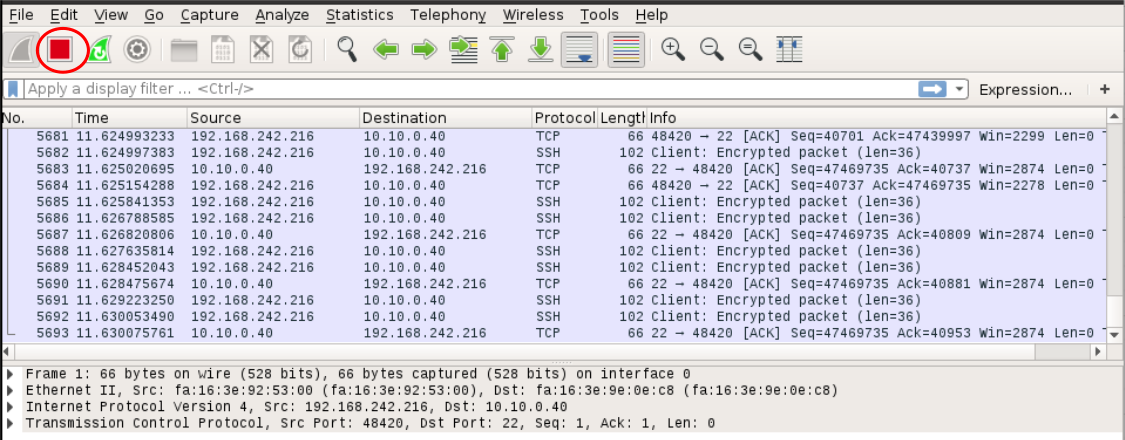 File Edit View Go Capture Analyze Statistics Telephony Wireless Tools Help
Apply a display filter ... <Ctrl-/> Expression... +
No. Time Source Destination Protocol Length Info
5681 11.624993233 192.168.242.216 10.10.0.40 TCP 66 48420 → 22 [ACK] Seq=40701 Ack=47439997 Win=2299 Len=0
5682 11.624997383 192.168.242.216 10.10.0.40 SSH 102 Client: Encrypted packet (len=36)
5683 11.625020695 10.10.0.40 192.168.242.216 TCP 66 22 → 48420 [ACK] Seq=47469735 Ack=40737 Win=2874 Len=0
5684 11.625154288 192.168.242.216 10.10.0.40 TCP 66 48420 → 22 [ACK] Seq=40737 Ack=47469735 Win=2278 Len=0
5685 11.625841353 192.168.242.216 10.10.0.40 SSH 102 Client: Encrypted packet (len=36)
5686 11.626788585 192.168.242.216 10.10.0.40 SSH 102 Client: Encrypted packet (len=36)
5687 11.626820806 10.10.0.40 192.168.242.216 TCP 66 22 → 48420 [ACK] Seq=47469735 Ack=40809 Win=2874 Len=0
5688 11.627635814 192.168.242.216 10.10.0.40 SSH 102 Client: Encrypted packet (len=36)
5689 11.628452043 192.168.242.216 10.10.0.40 SSH 102 Client: Encrypted packet (len=36)
5690 11.628475674 10.10.0.40 192.168.242.216 TCP 66 22 → 48420 [ACK] Seq=47469735 Ack=40881 Win=2874 Len=0
5691 11.629223250 192.168.242.216 10.10.0.40 SSH 102 Client: Encrypted packet (len=36)
5692 11.630053490 192.168.242.216 10.10.0.40 SSH 102 Client: Encrypted packet (len=36)
5693 11.630075761 10.10.0.40 192.168.242.216 TCP 66 22 → 48420 [ACK] Seq=47469735 Ack=40953 Win=2874 Len=0
Frame 1: 66 bytes on wire (528 bits), 66 bytes captured (528 bits) on interface 0
Ethernet II, Src: fa:16:3e:92:53:00 (fa:16:3e:92:53:00), Dst: fa:16:3e:9e:0e:c8 (fa:16:3e:9e:0e:c8)
Internet Protocol Version 4, Src: 192.168.242.216, Dst: 10.10.0.40
Transmission Control Protocol, Src Port: 48420, Dst Port: 22, Seq: 1, Ack: 1, Len: 0